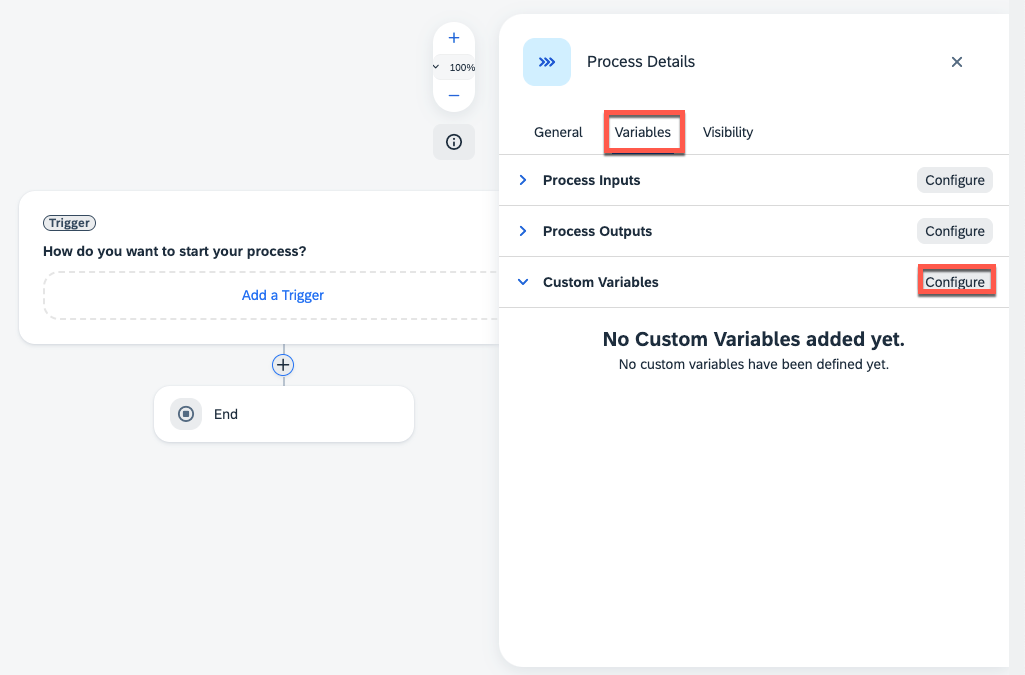 100%
Trigger
How do you want to start your process?
Add a Trigger
End
Process Details
General Variables Visibility
Process Inputs Configure
Process Outputs Configure
Custom Variables Configure
No Custom Variables added yet.
No custom variables have been defined yet.